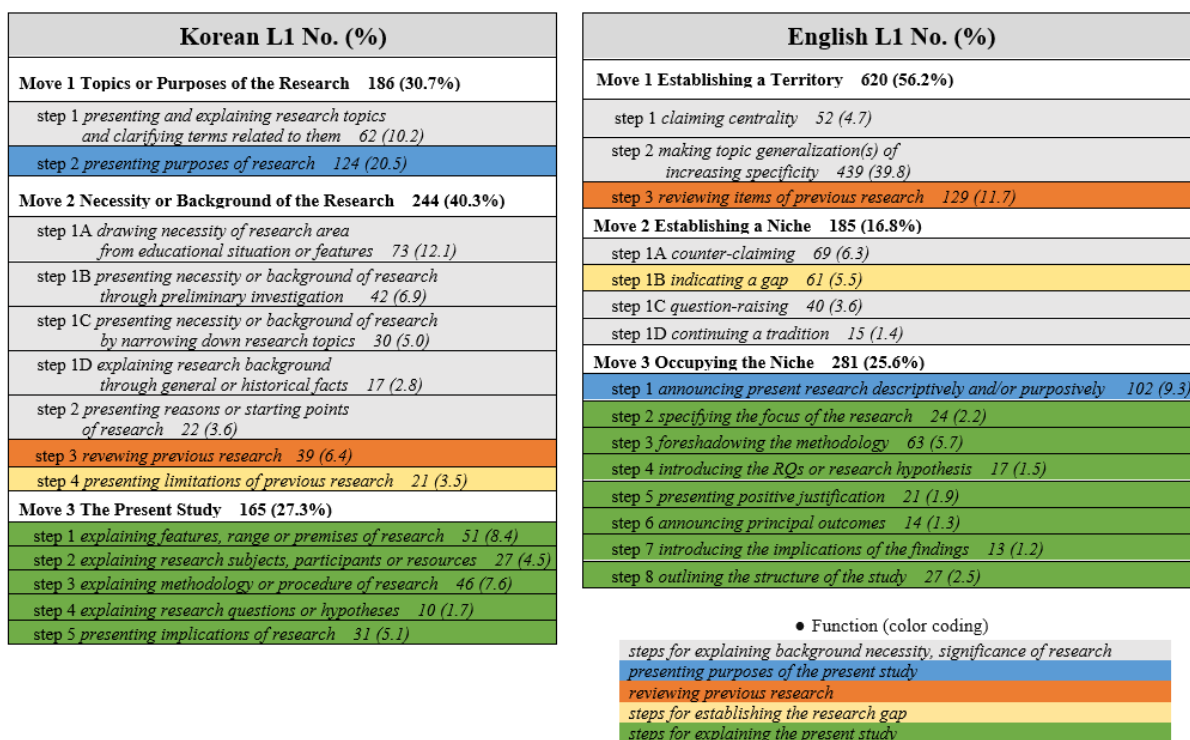 Korean L1 No. (%)
Move 1 Topics or Purposes of the Research 186 (30.7%)
step 1 presenting and explaining research topics
and clarifying terms related to them 62 (10.2)
step 2 presenting purposes of research 124 (20.5)
Move 2 Necessity or Background of the Research 244 (40.3%)
step 1A drawing necessity of research area
from educational situation or features 73 (12.1)
step 1B presenting necessity or background of research
through preliminary investigation 42 (6.9)
step 1C presenting necessity or background of research
by narrowing down research topics 30 (5.0)
step 1D explaining research background
through general or historical facts 17 (2.8)
step 2 presenting reasons or starting points
of research 22 (3.6)
step 3 revewing previous research 39 (6.4)
step 4 presenting limitations of previous research 21 (3.5)
Move 3 The Present Study 165 (27.3%)
step 1 explaining features, range or premises of research 51 (8.4)
step 2 explaining research subjects, participants or resources 27 (4.5)
step 3 explaining methodology or procedure of research 46 (7.6)
step 4 explaining research questions or hypotheses 10 (1.7)
step 5 presenting implications of research 31 (5.1)
English L1 No. (%)
Move 1 Establishing a Territory 620 (56.2%)
step 1 claiming centrality 52 (4.7)
step 2 making topic generalization(s) of
increasing specificity 439 (39.8)
step 3 reviewing items of previous research 129 (11.7)
Move 2 Establishing a Niche 185 (16.8%)
step 1A counter-claiming 69 (6.3)
step 1B indicating a gap 61 (5.5)
step 1C question-raising 40 (3.6)
step 1D continuing a tradition 15 (1.4)
Move 3 Occupying the Niche 281 (25.6%)
step 1 announcing present research descriptively and/or purposively 102 (9.3)
step 2 specifying the focus of the research 24 (2.2)
step 3 foreshadowing the methodology 63 (5.7)
step 4 introducing the RQs or research hypothesis 17 (1.5)
step 5 presenting positive justification 21 (1.9)
step 6 announcing principal outcomes 14 (1.3)
step 7 introducing the implications of the findings 13 (1.2)
step 8 outlining the structure of the study 27 (2.5)
● Function (color coding)
steps for explaining background necessity, significance of research
presenting purposes of the present study
reviewing previous research
steps for establishing the research gap
steps for explaining the present study